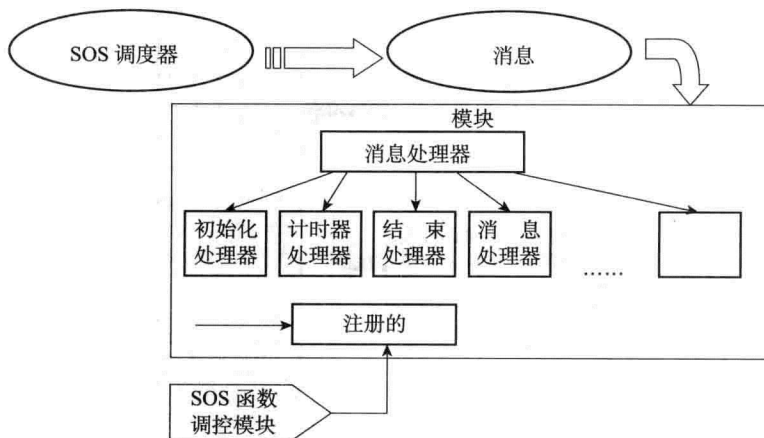 SOS 调度器
消息
模块
消息处理器
初始化
处理器
计时器
处理器
结 束
处理器
消 息
处理器
……
注册的
SOS 函数
调控模块